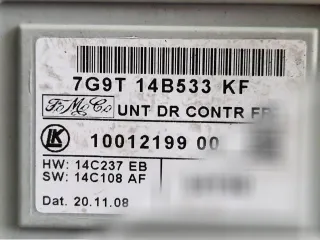 7G9T 14B533 KF
FoMoCo UNT DR CONTR
LK 10012199 00
HW: 14C237 EB
SW: 14C108 AF
Dat. 20.11.08